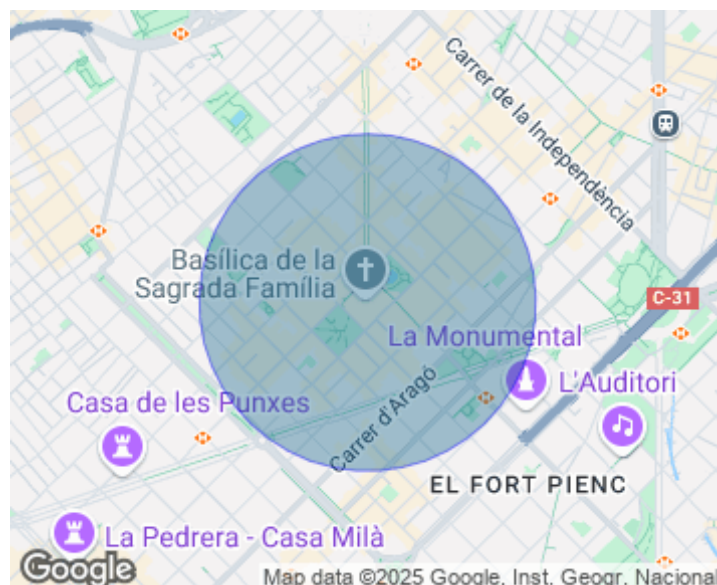 Carrer de la Independència
Basílica de la
Sagrada Família
C-31
La Monumental
L'Auditori
Casa de les Punxes
Carrer d'Aragó
EL FORT PIENC
La Pedrera - Casa Milà
Google
Map data ©2025 Google, Inst. Geogr. Nacional